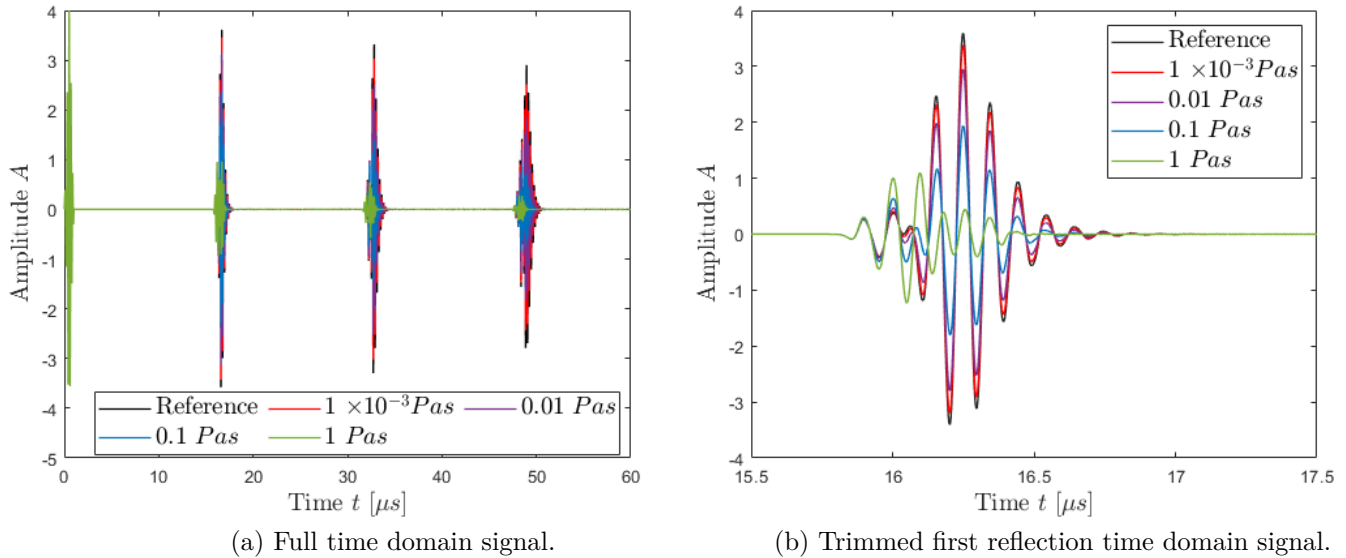 5
4
3
2
1
0
-1
-2
-3
-4
-5
Amplitude A
0 10 20 30 40 50 60
Time t [μs]
Reference 1 ×10⁻³Pas 0.01 Pas
0.1 Pas 1 Pas
(a) Full time domain signal.
4
3
2
1
0
-1
-2
-3
-4
Amplitude A
15.5 16 16.5 17 17.5
Time t [μs]
Reference
1 ×10⁻³Pas
0.01 Pas
0.1 Pas
1 Pas
(b) Trimmed first reflection time domain signal.